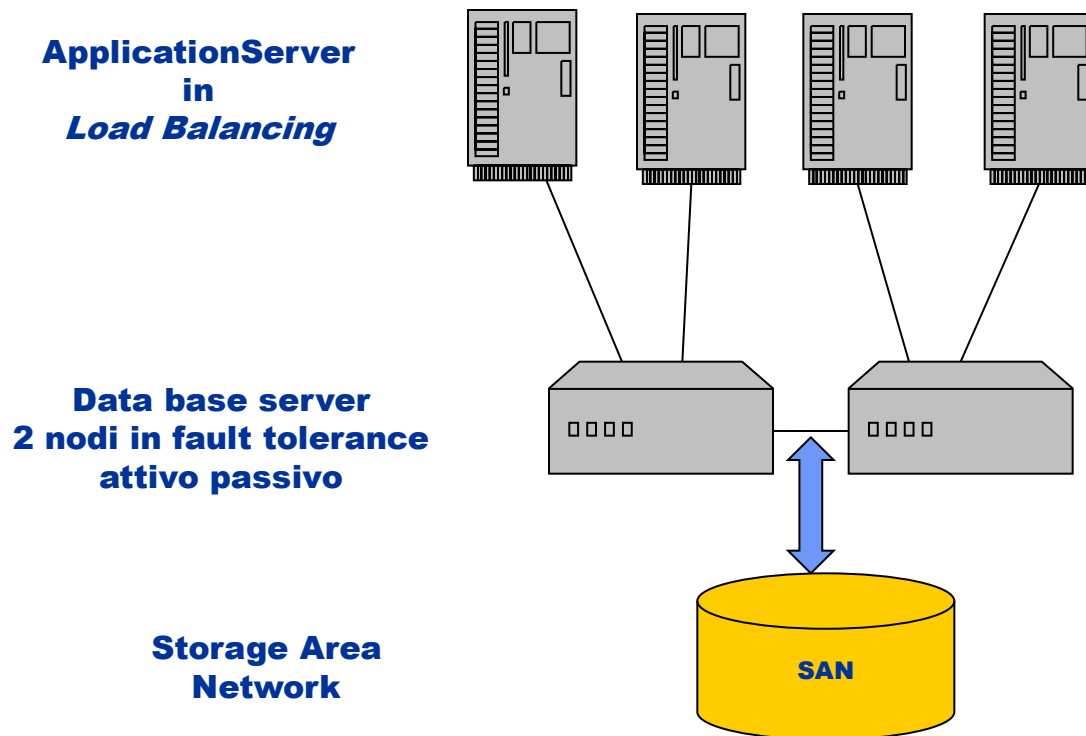 ApplicationServer
in
Load Balancing
Data base server
2 nodi in fault tolerance
attivo passivo
Storage Area
Network
SAN